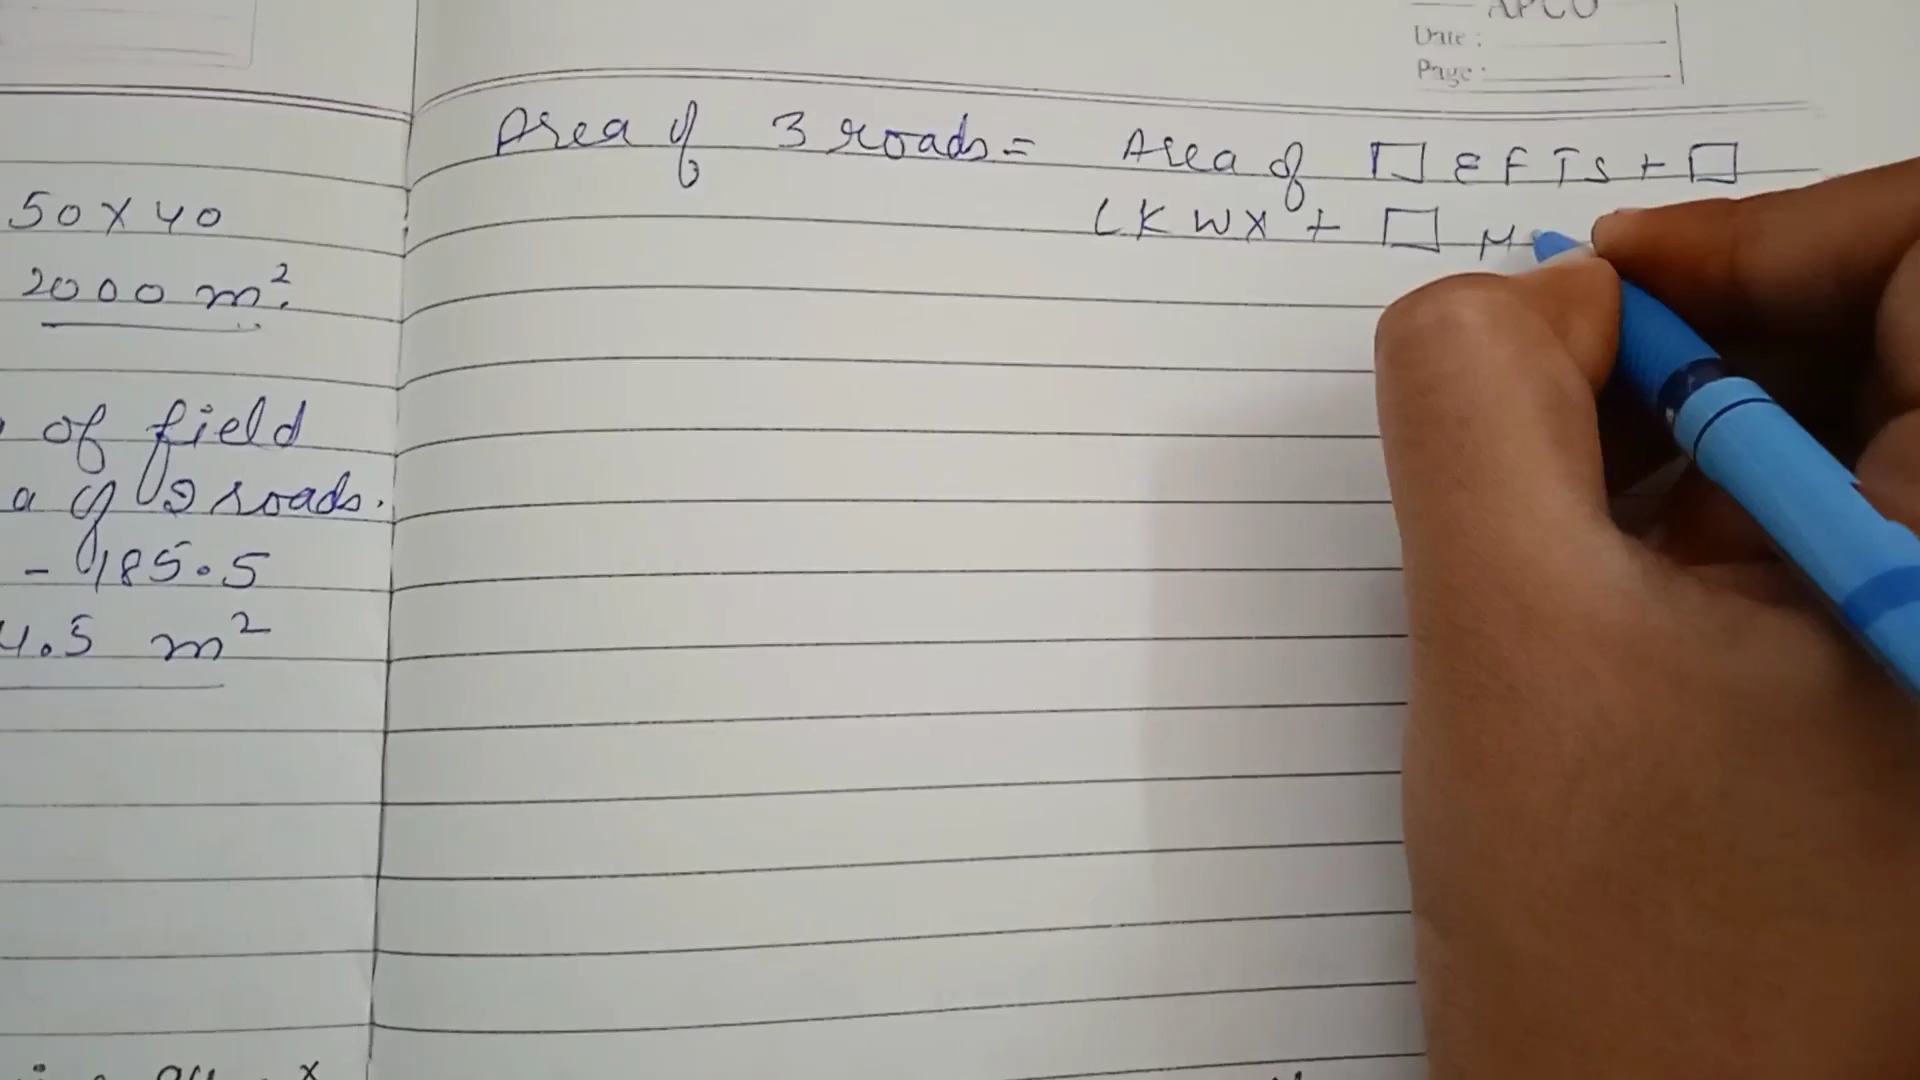 APCO
Date :
Page :
50 X 40
2000 m².
of field
a of 3 roads.
- 185.5
4.5 m²
Area of 3 roads = Area of □ EFTS + □
LKWX + □ M